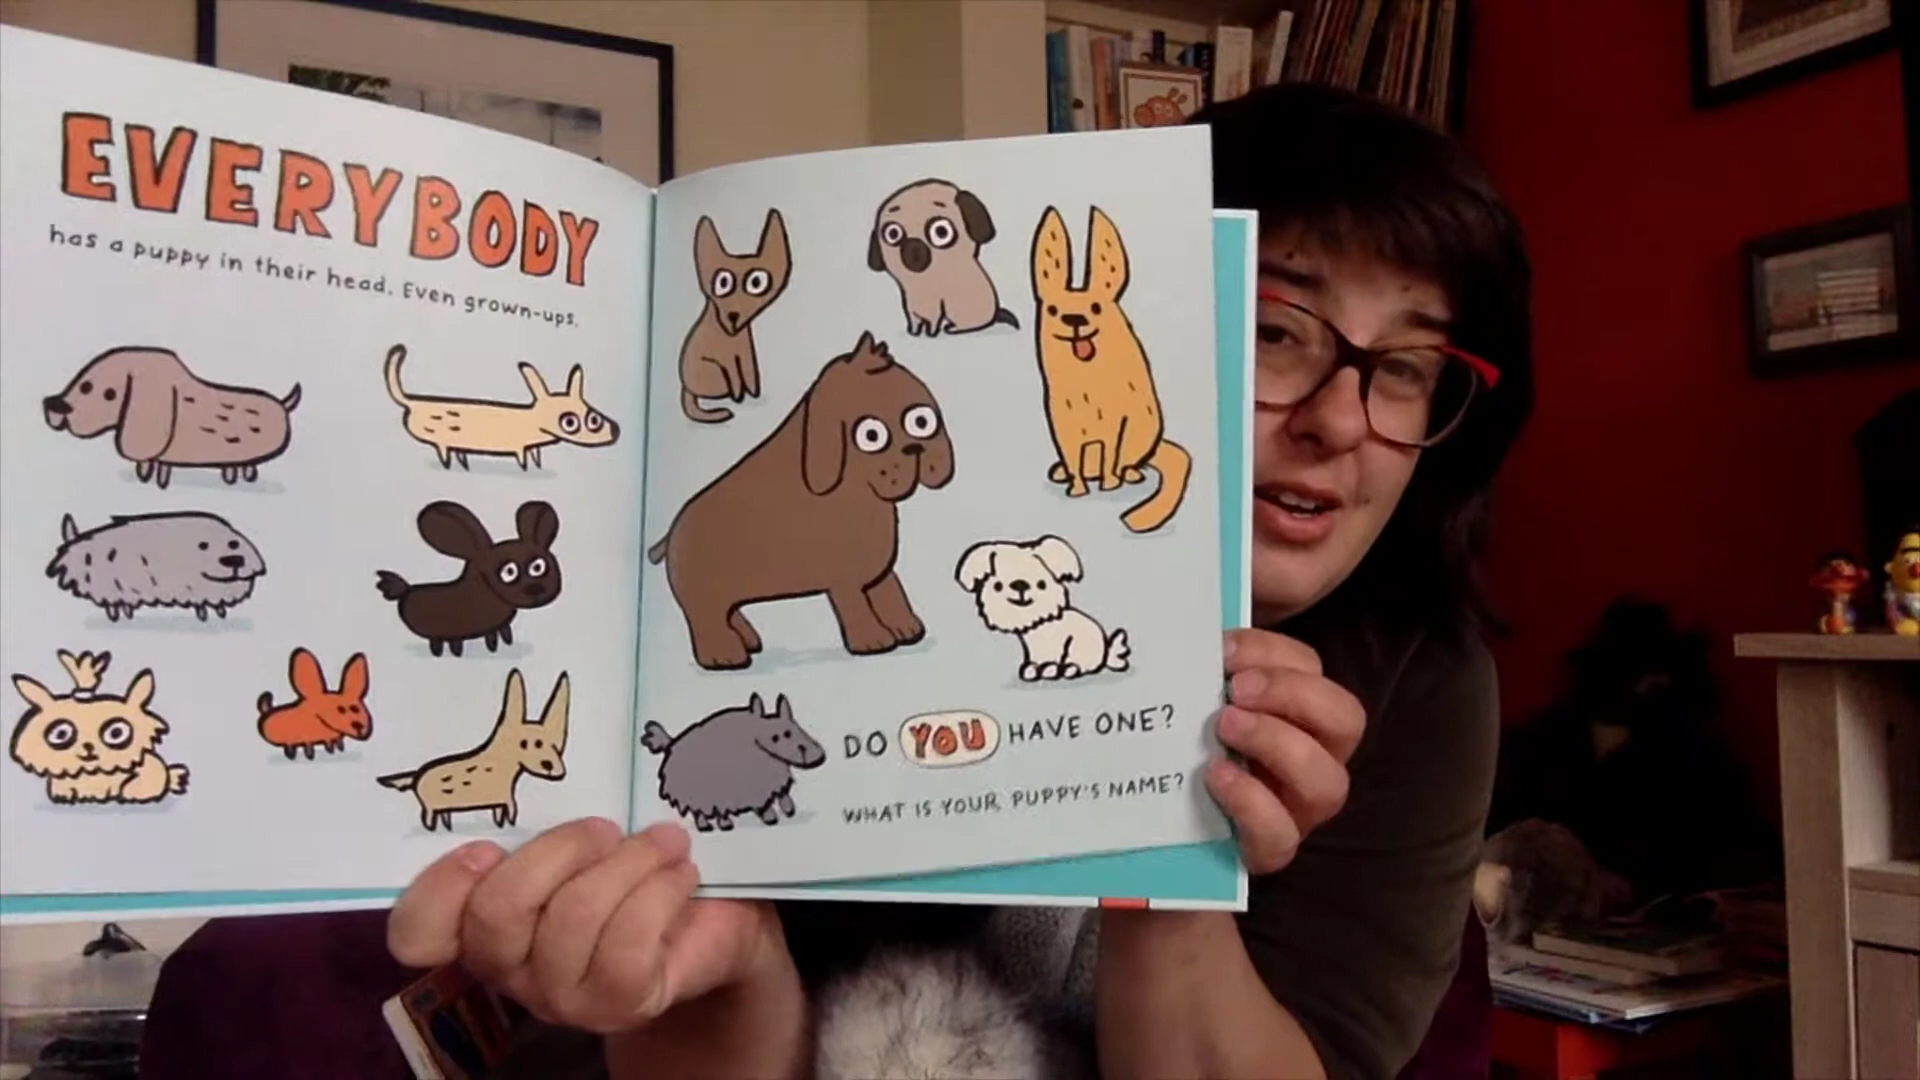 EVERYBODY
has a puppy in their head. Even grown-ups.
DO YOU HAVE ONE?
WHAT IS YOUR PUPPY'S NAME?